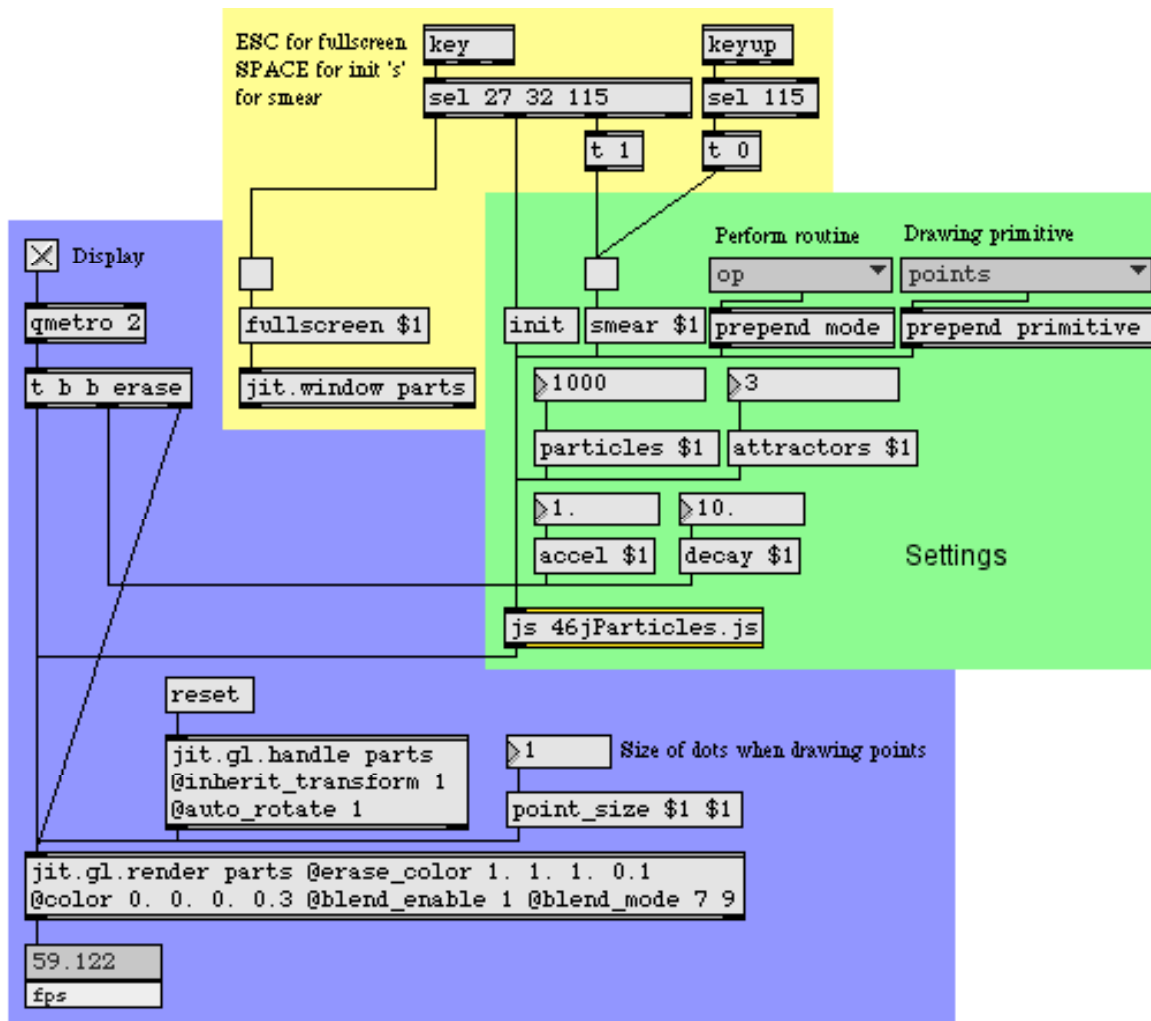 ESC for fullscreen
SPACE for init 's'
for smear
key
keyup
sel 27 32 115
sel 115
t 1
t 0
Display
Perform routine
Drawing primitive
op
points
qmetro 2
fullscreen $1
init
smear $1
prepend mode
prepend primitive
t b b erase
jit.window parts
1000
3
particles $1
attractors $1
1.
10.
accel $1
decay $1
Settings
js 46jParticles.js
reset
jit.gl.handle parts
@inherit_transform 1
@auto_rotate 1
1
Size of dots when drawing points
point_size $1 $1
jit.gl.render parts @erase_color 1. 1. 1. 0.1
@color 0. 0. 0. 0.3 @blend_enable 1 @blend_mode 7 9
59.122
fps